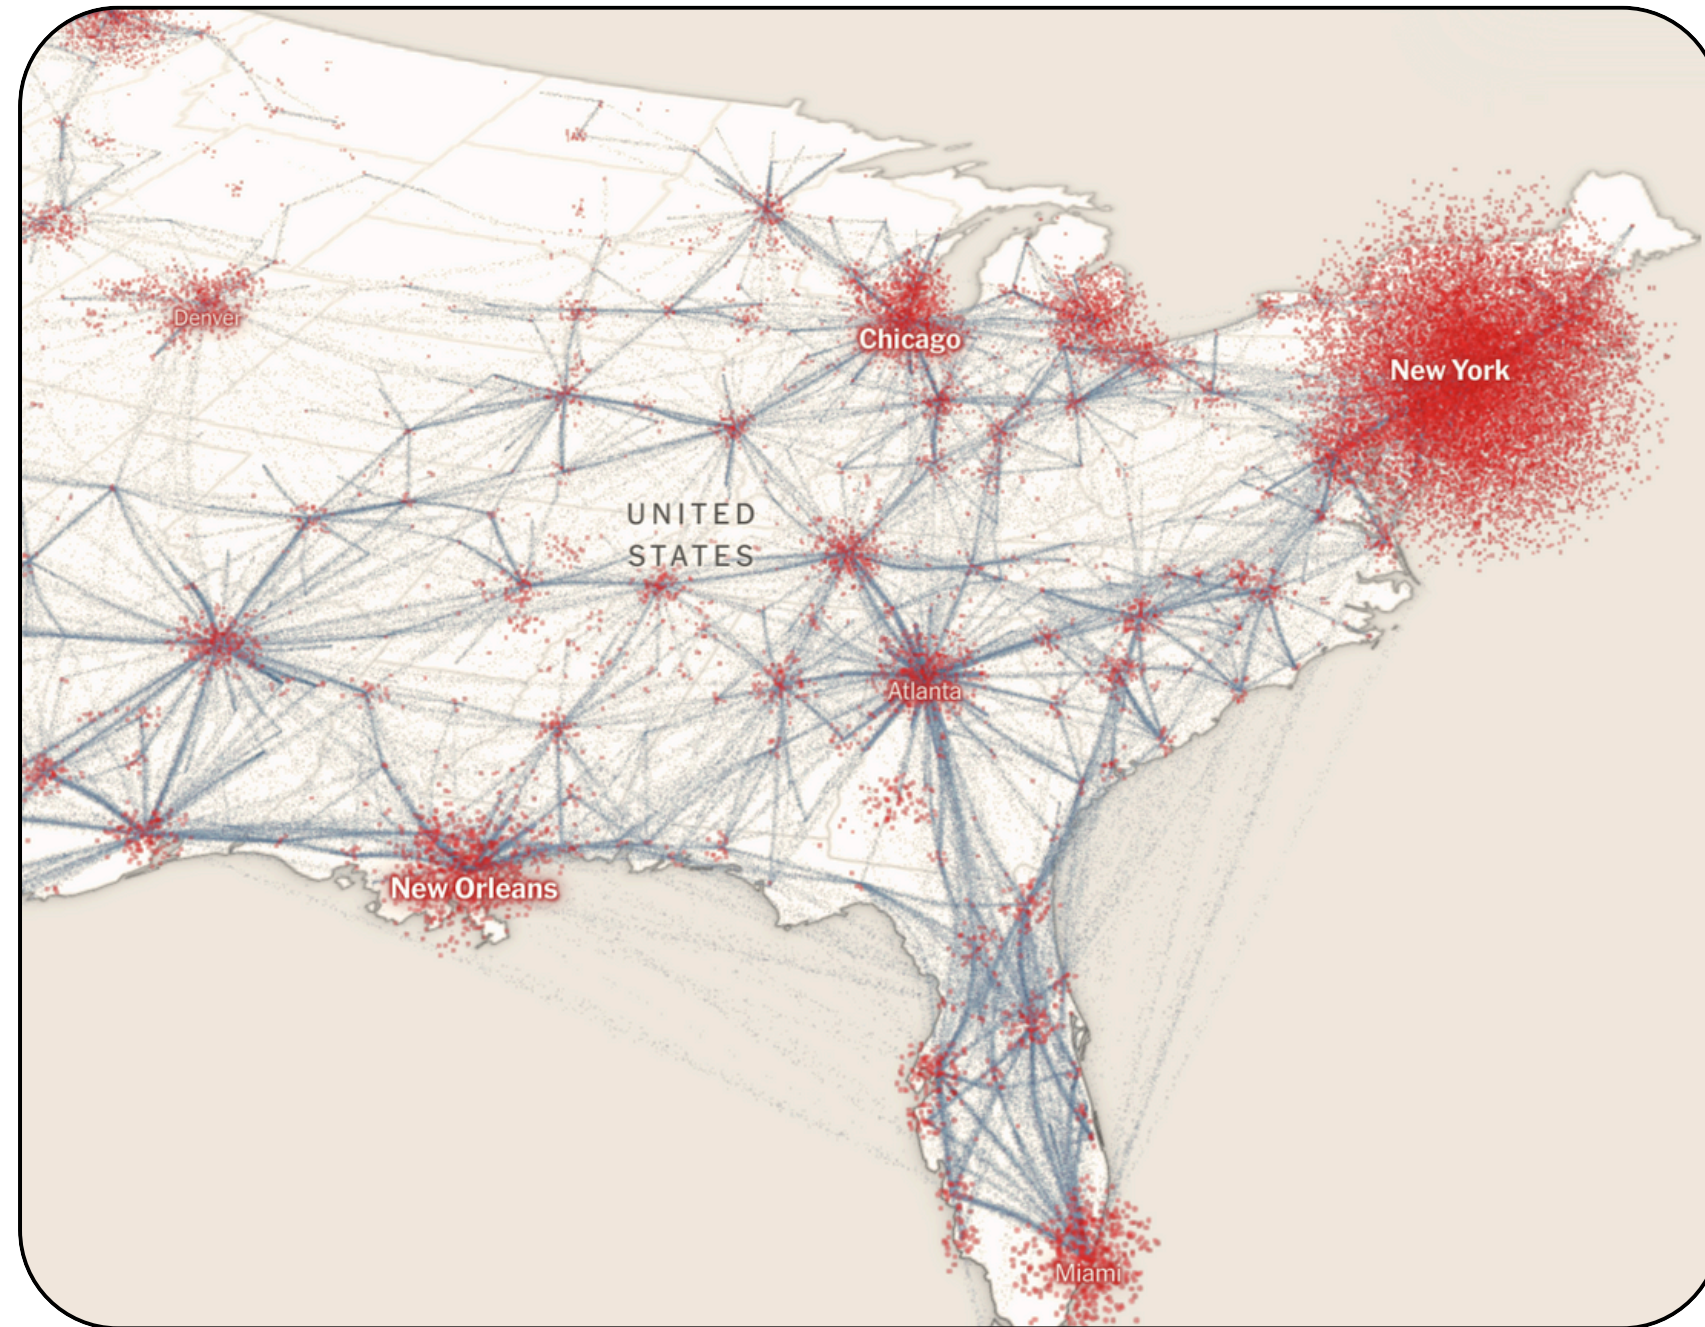 Denver
Chicago
New York
UNITED
STATES
Atlanta
New Orleans
Miami